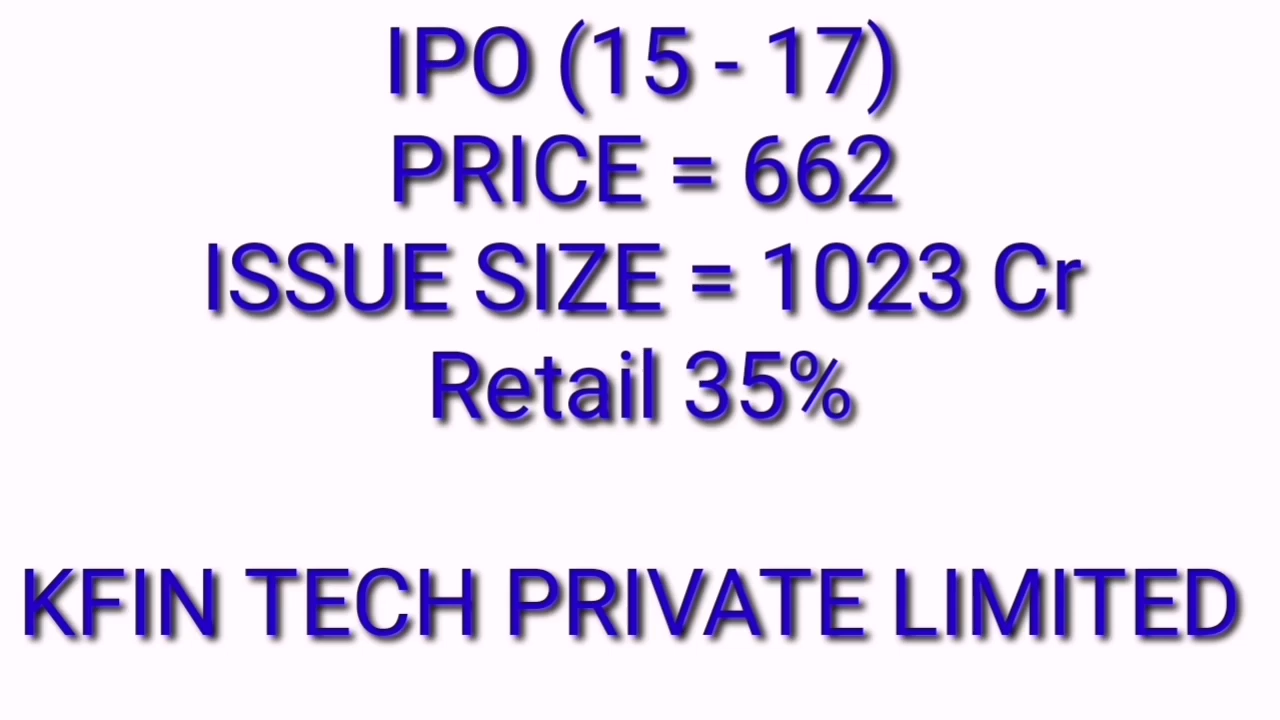 IPO (15 - 17)
PRICE = 662
ISSUE SIZE = 1023 Cr
Retail 35%
KFIN TECH PRIVATE LIMITED